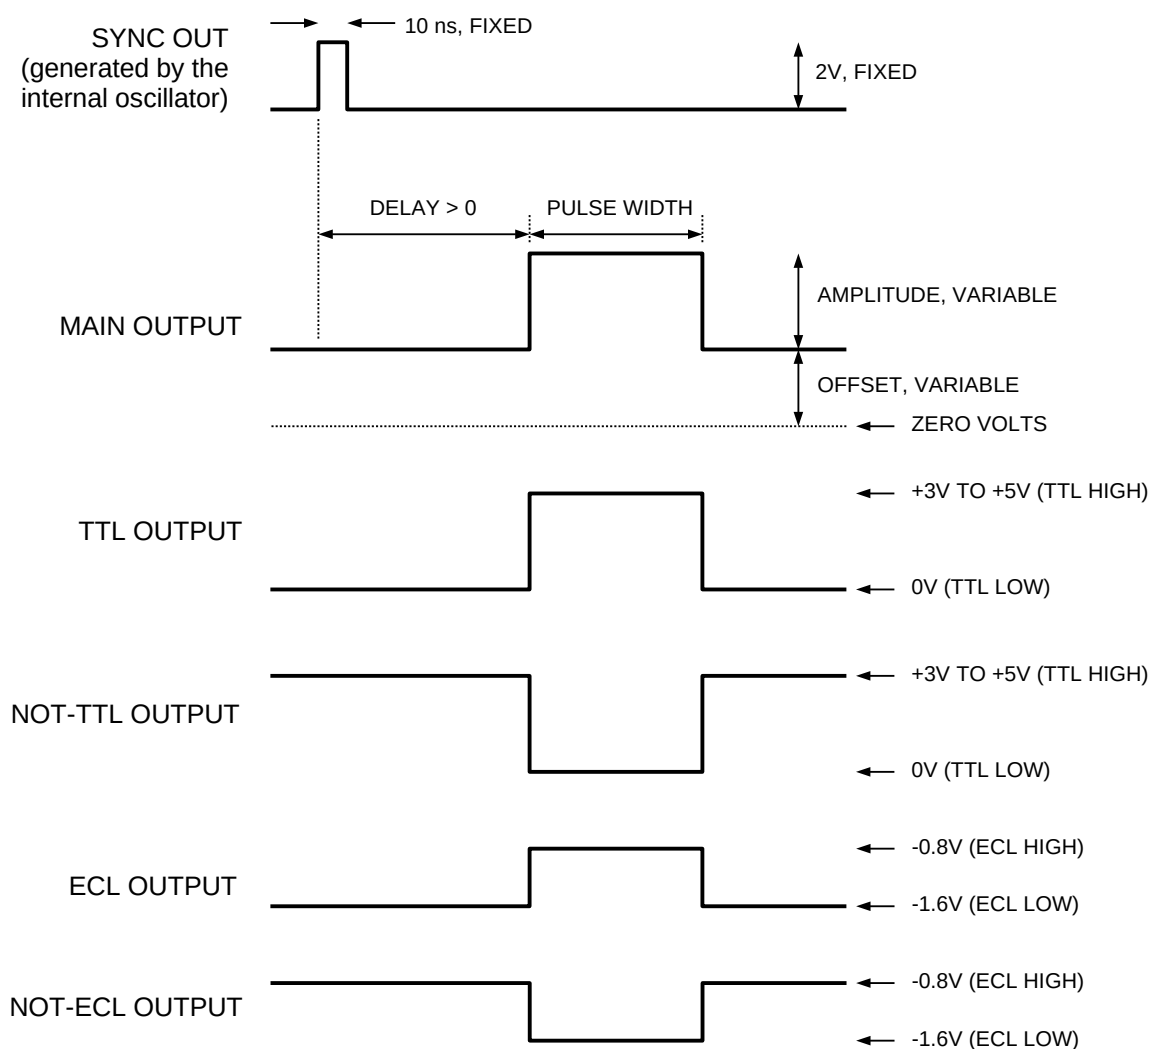 10 ns, FIXED
SYNC OUT
(generated by the
internal oscillator)
2V, FIXED
DELAY > 0
PULSE WIDTH
AMPLITUDE, VARIABLE
MAIN OUTPUT
OFFSET, VARIABLE
ZERO VOLTS
+3V TO +5V (TTL HIGH)
TTL OUTPUT
0V (TTL LOW)
+3V TO +5V (TTL HIGH)
NOT-TTL OUTPUT
0V (TTL LOW)
-0.8V (ECL HIGH)
ECL OUTPUT
-1.6V (ECL LOW)
-0.8V (ECL HIGH)
NOT-ECL OUTPUT
-1.6V (ECL LOW)